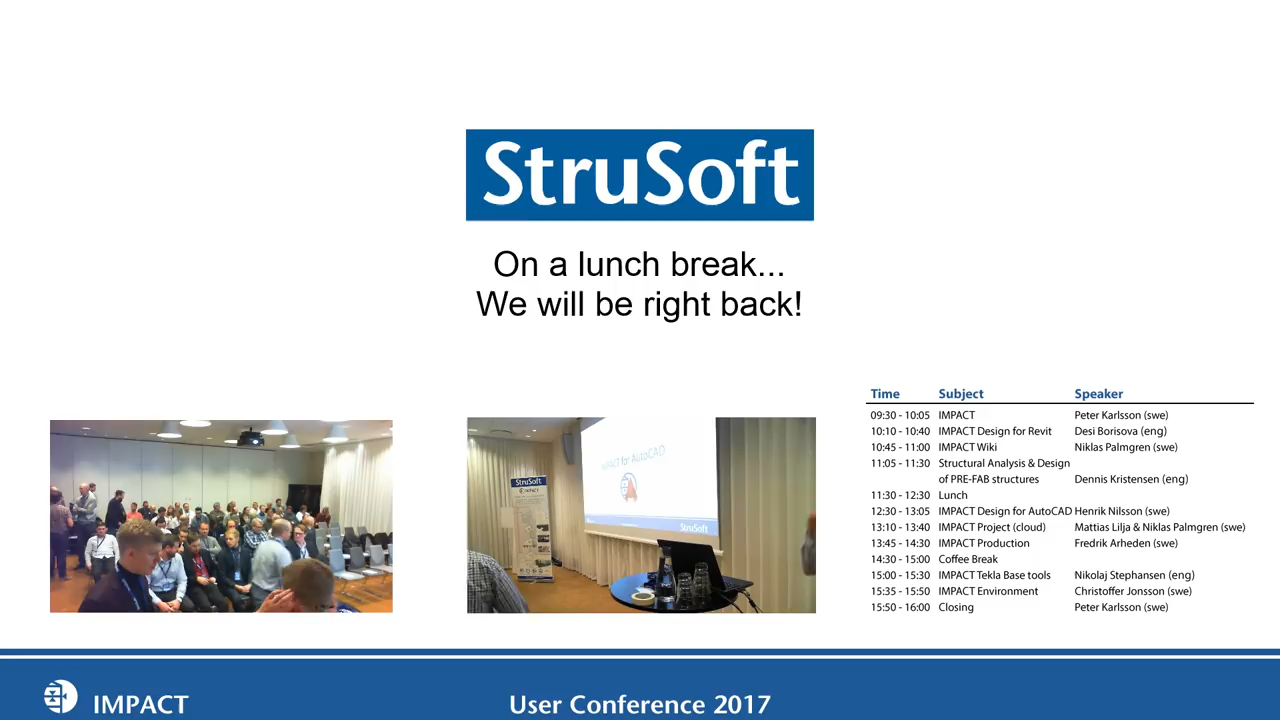 StruSoft
On a lunch break...
We will be right back!
Time Subject Speaker
09:30 - 10:05 IMPACT Peter Karlsson (swe)
10:10 - 10:40 IMPACT Design for Revit Desi Borisova (eng)
10:45 - 11:00 IMPACT Wiki Niklas Palmgren (swe)
11:05 - 11:30 Structural Analysis & Design
of PRE-FAB structures Dennis Kristensen (eng)
11:30 - 12:30 Lunch
12:30 - 13:05 IMPACT Design for AutoCAD Henrik Nilsson (swe)
13:10 - 13:40 IMPACT Project (cloud) Mattias Lilja & Niklas Palmgren (swe)
13:45 - 14:30 IMPACT Production Fredrik Arheden (swe)
14:30 - 15:00 Coffee Break
15:00 - 15:30 IMPACT Tekla Base tools Nikolaj Stephansen (eng)
15:35 - 15:50 IMPACT Environment Christoffer Jonsson (swe)
15:50 - 16:00 Closing Peter Karlsson (swe)
IMPACT for AutoCAD
StruSoft
IMPACT
StruSoft
IMPACT
User Conference 2017